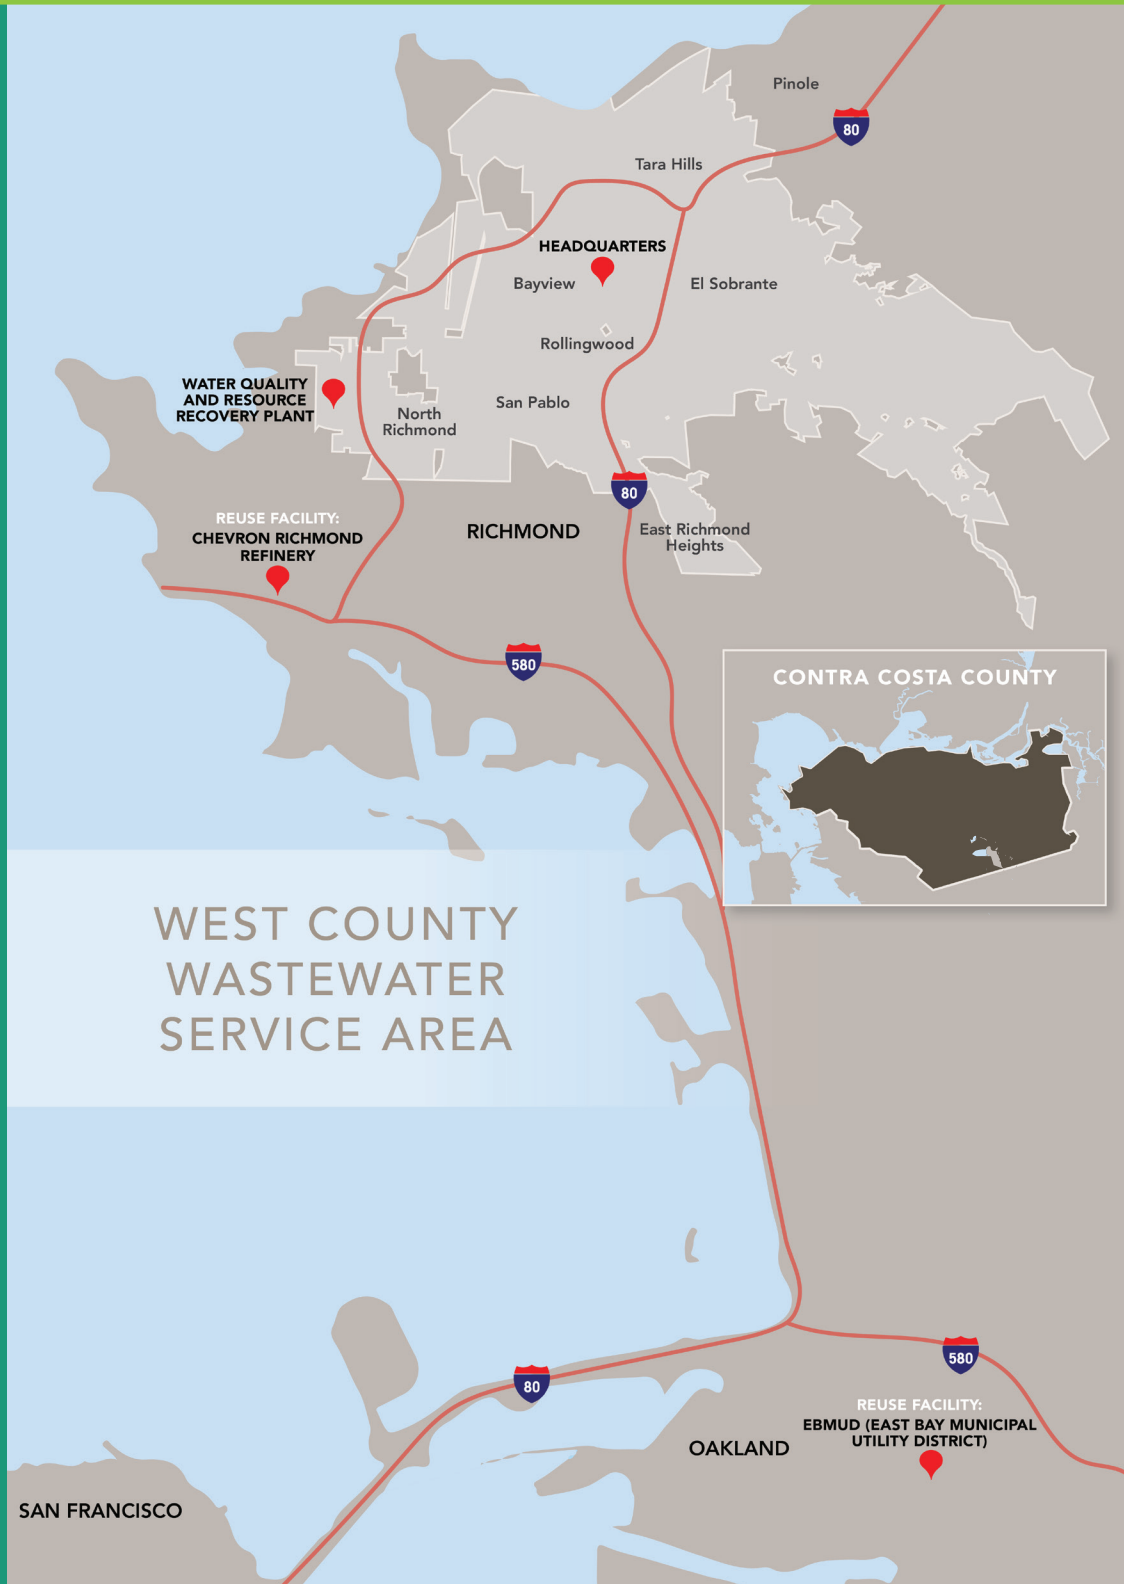 Pinole
80
Tara Hills
HEADQUARTERS
Bayview
El Sobrante
Rollingwood
WATER QUALITY
AND RESOURCE
RECOVERY PLANT
San Pablo
North
Richmond
80
REUSE FACILITY:
CHEVRON RICHMOND
REFINERY
RICHMOND
East Richmond
Heights
580
CONTRA COSTA COUNTY
WEST COUNTY
WASTEWATER
SERVICE AREA
80
580
REUSE FACILITY:
EBMUD (EAST BAY MUNICIPAL
UTILITY DISTRICT)
OAKLAND
SAN FRANCISCO